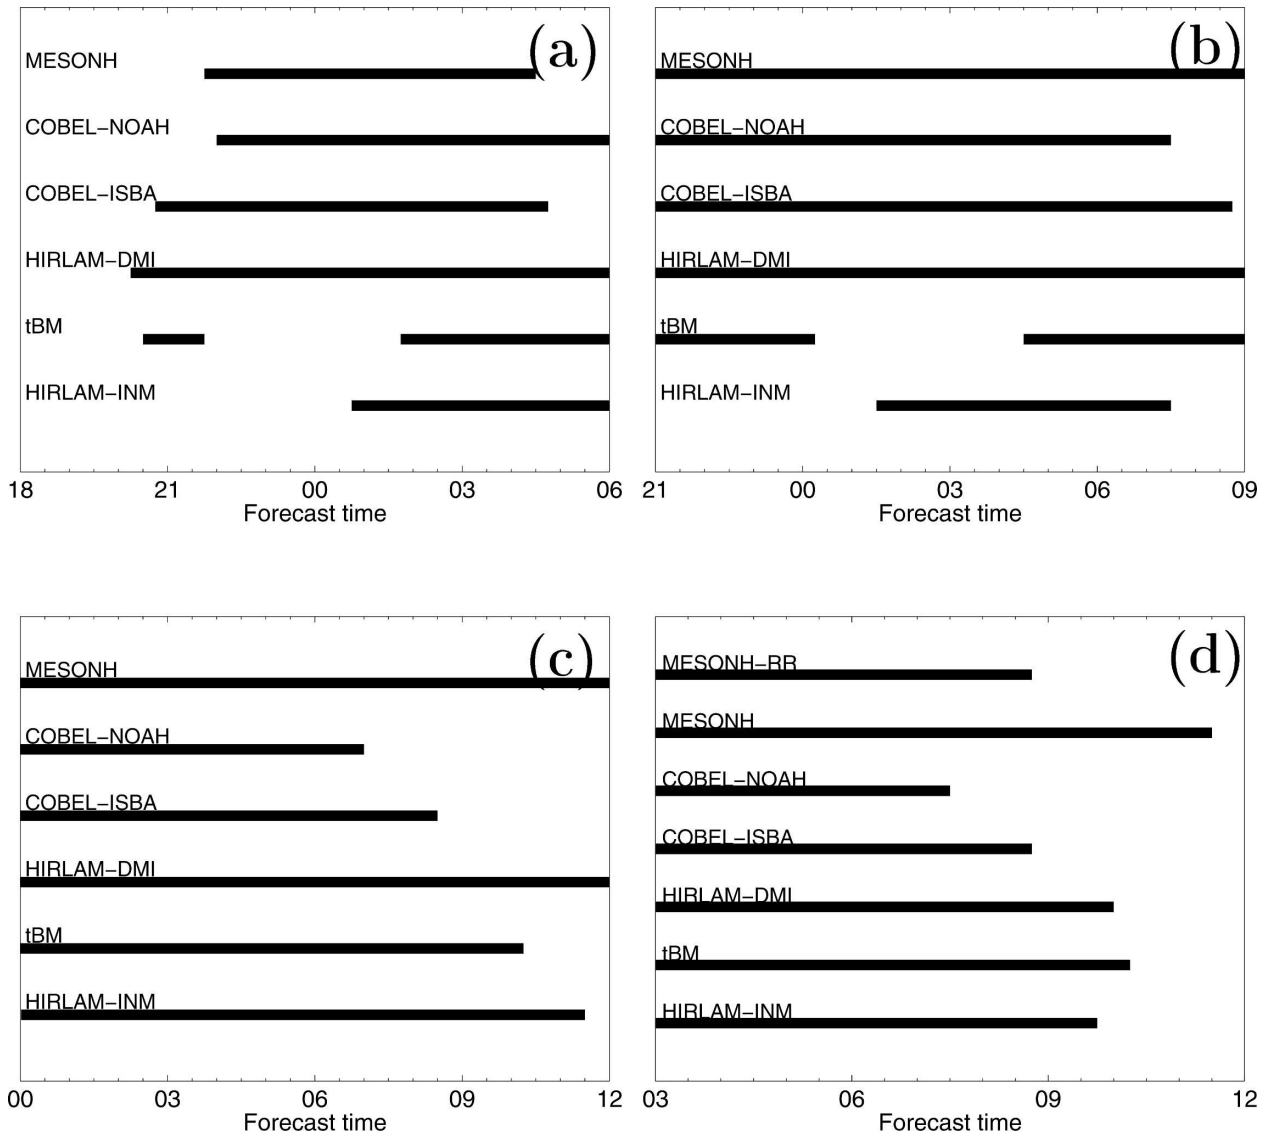 (a)
MESONH
COBEL−NOAH
COBEL−ISBA
HIRLAM−DMI
tBM
HIRLAM−INM
18 21 00 03 06
Forecast time
(b)
MESONH
COBEL−NOAH
COBEL−ISBA
HIRLAM−DMI
tBM
HIRLAM−INM
21 00 03 06 09
Forecast time
(c)
MESONH
COBEL−NOAH
COBEL−ISBA
HIRLAM−DMI
tBM
HIRLAM−INM
00 03 06 09 12
Forecast time
(d)
MESONH−RR
MESONH
COBEL−NOAH
COBEL−ISBA
HIRLAM−DMI
tBM
HIRLAM−INM
03 06 09 12
Forecast time